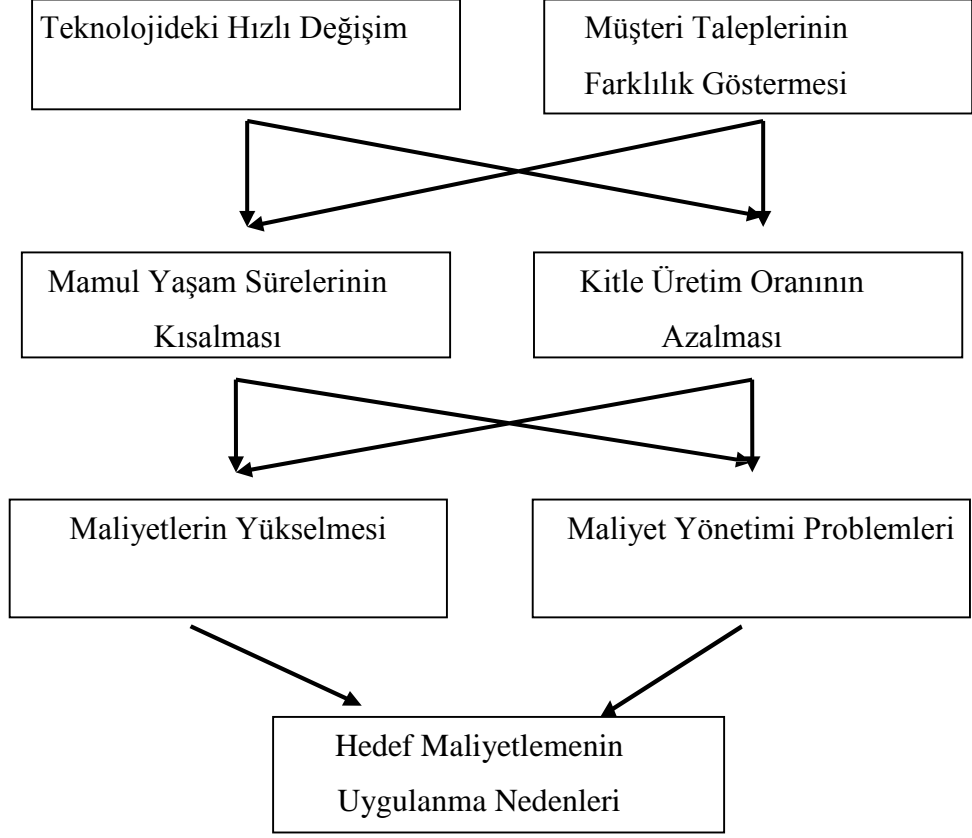 Teknolojideki Hızlı Değişim
Müşteri Taleplerinin
Farklılık Göstermesi
Mamul Yaşam Sürelerinin
Kısalması
Kitle Üretim Oranının
Azalması
Maliyetlerin Yükselmesi
Maliyet Yönetimi Problemleri
Hedef Maliyetlemenin
Uygulanma Nedenleri